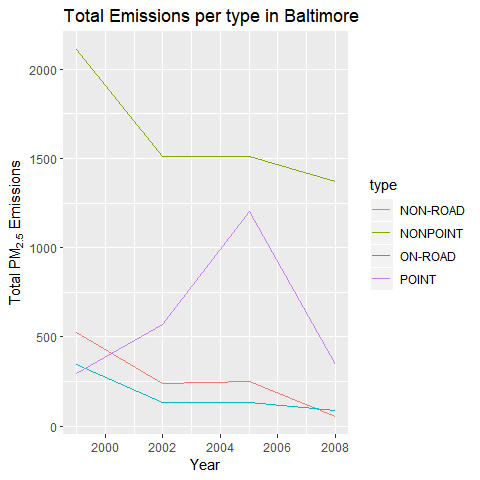 Total Emissions per type in Baltimore
Total PM2.5 Emissions
2000
1500
1000
500
0
2000 2002 2004 2006 2008
Year
type
NON-ROAD
NONPOINT
ON-ROAD
POINT